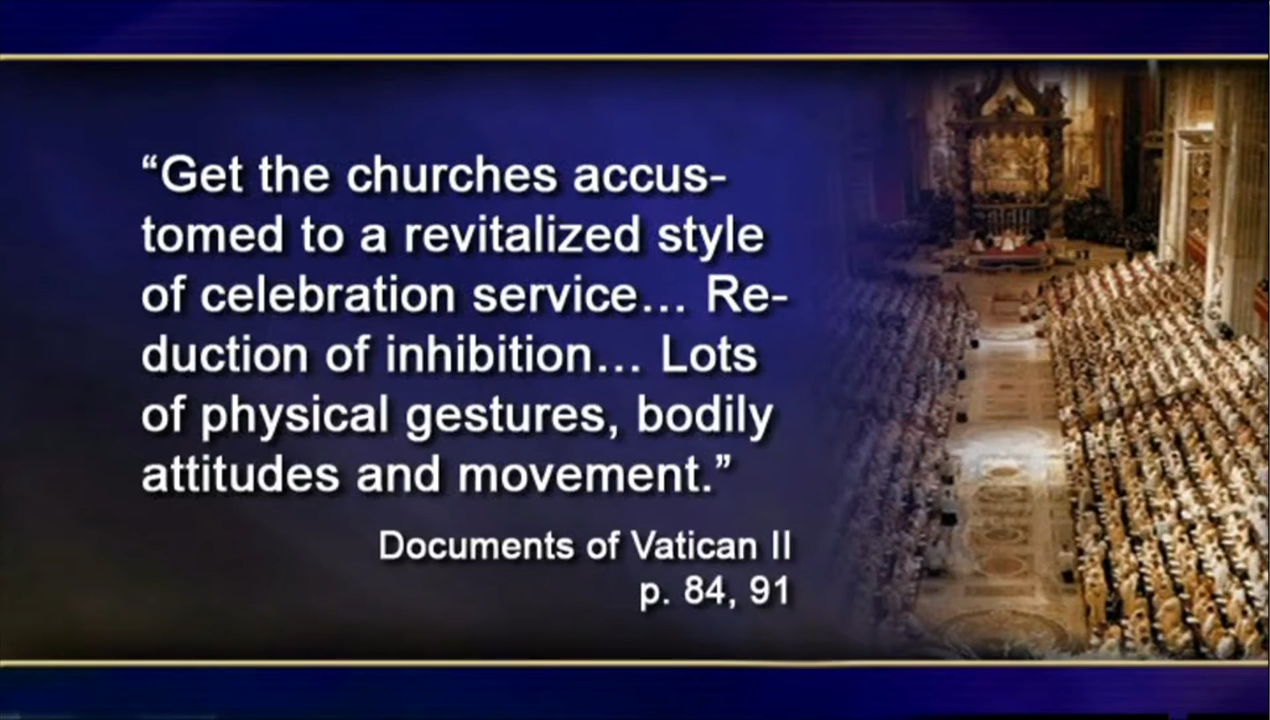 “Get the churches accus-
tomed to a revitalized style
of celebration service... Re-
duction of inhibition... Lots
of physical gestures, bodily
attitudes and movement.”
Documents of Vatican II
p. 84, 91